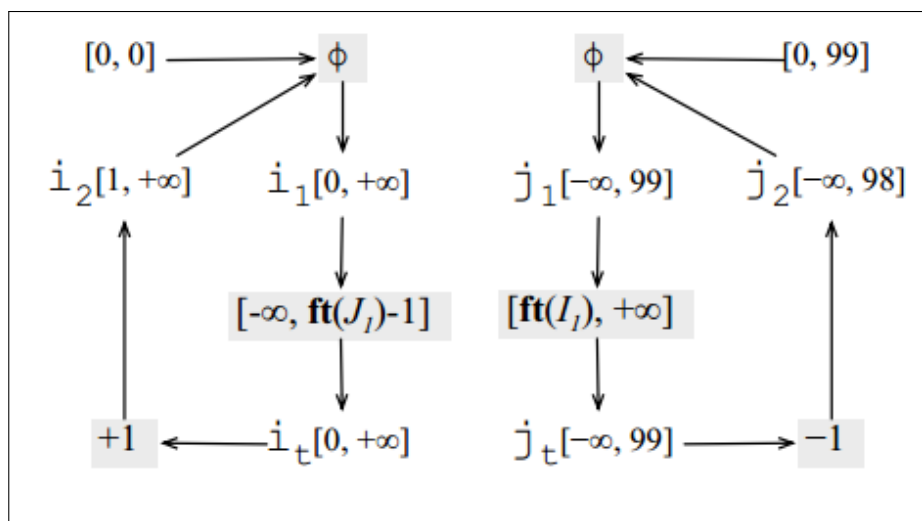 [0, 0] ϕ ϕ [0, 99]
i₂[1, +∞] i₁[0, +∞] j₁[−∞, 99] j₂[−∞, 98]
[-∞, ft(J₁)-1] [ft(I₁), +∞]
+1 iₜ[0, +∞] jₜ[−∞, 99] −1